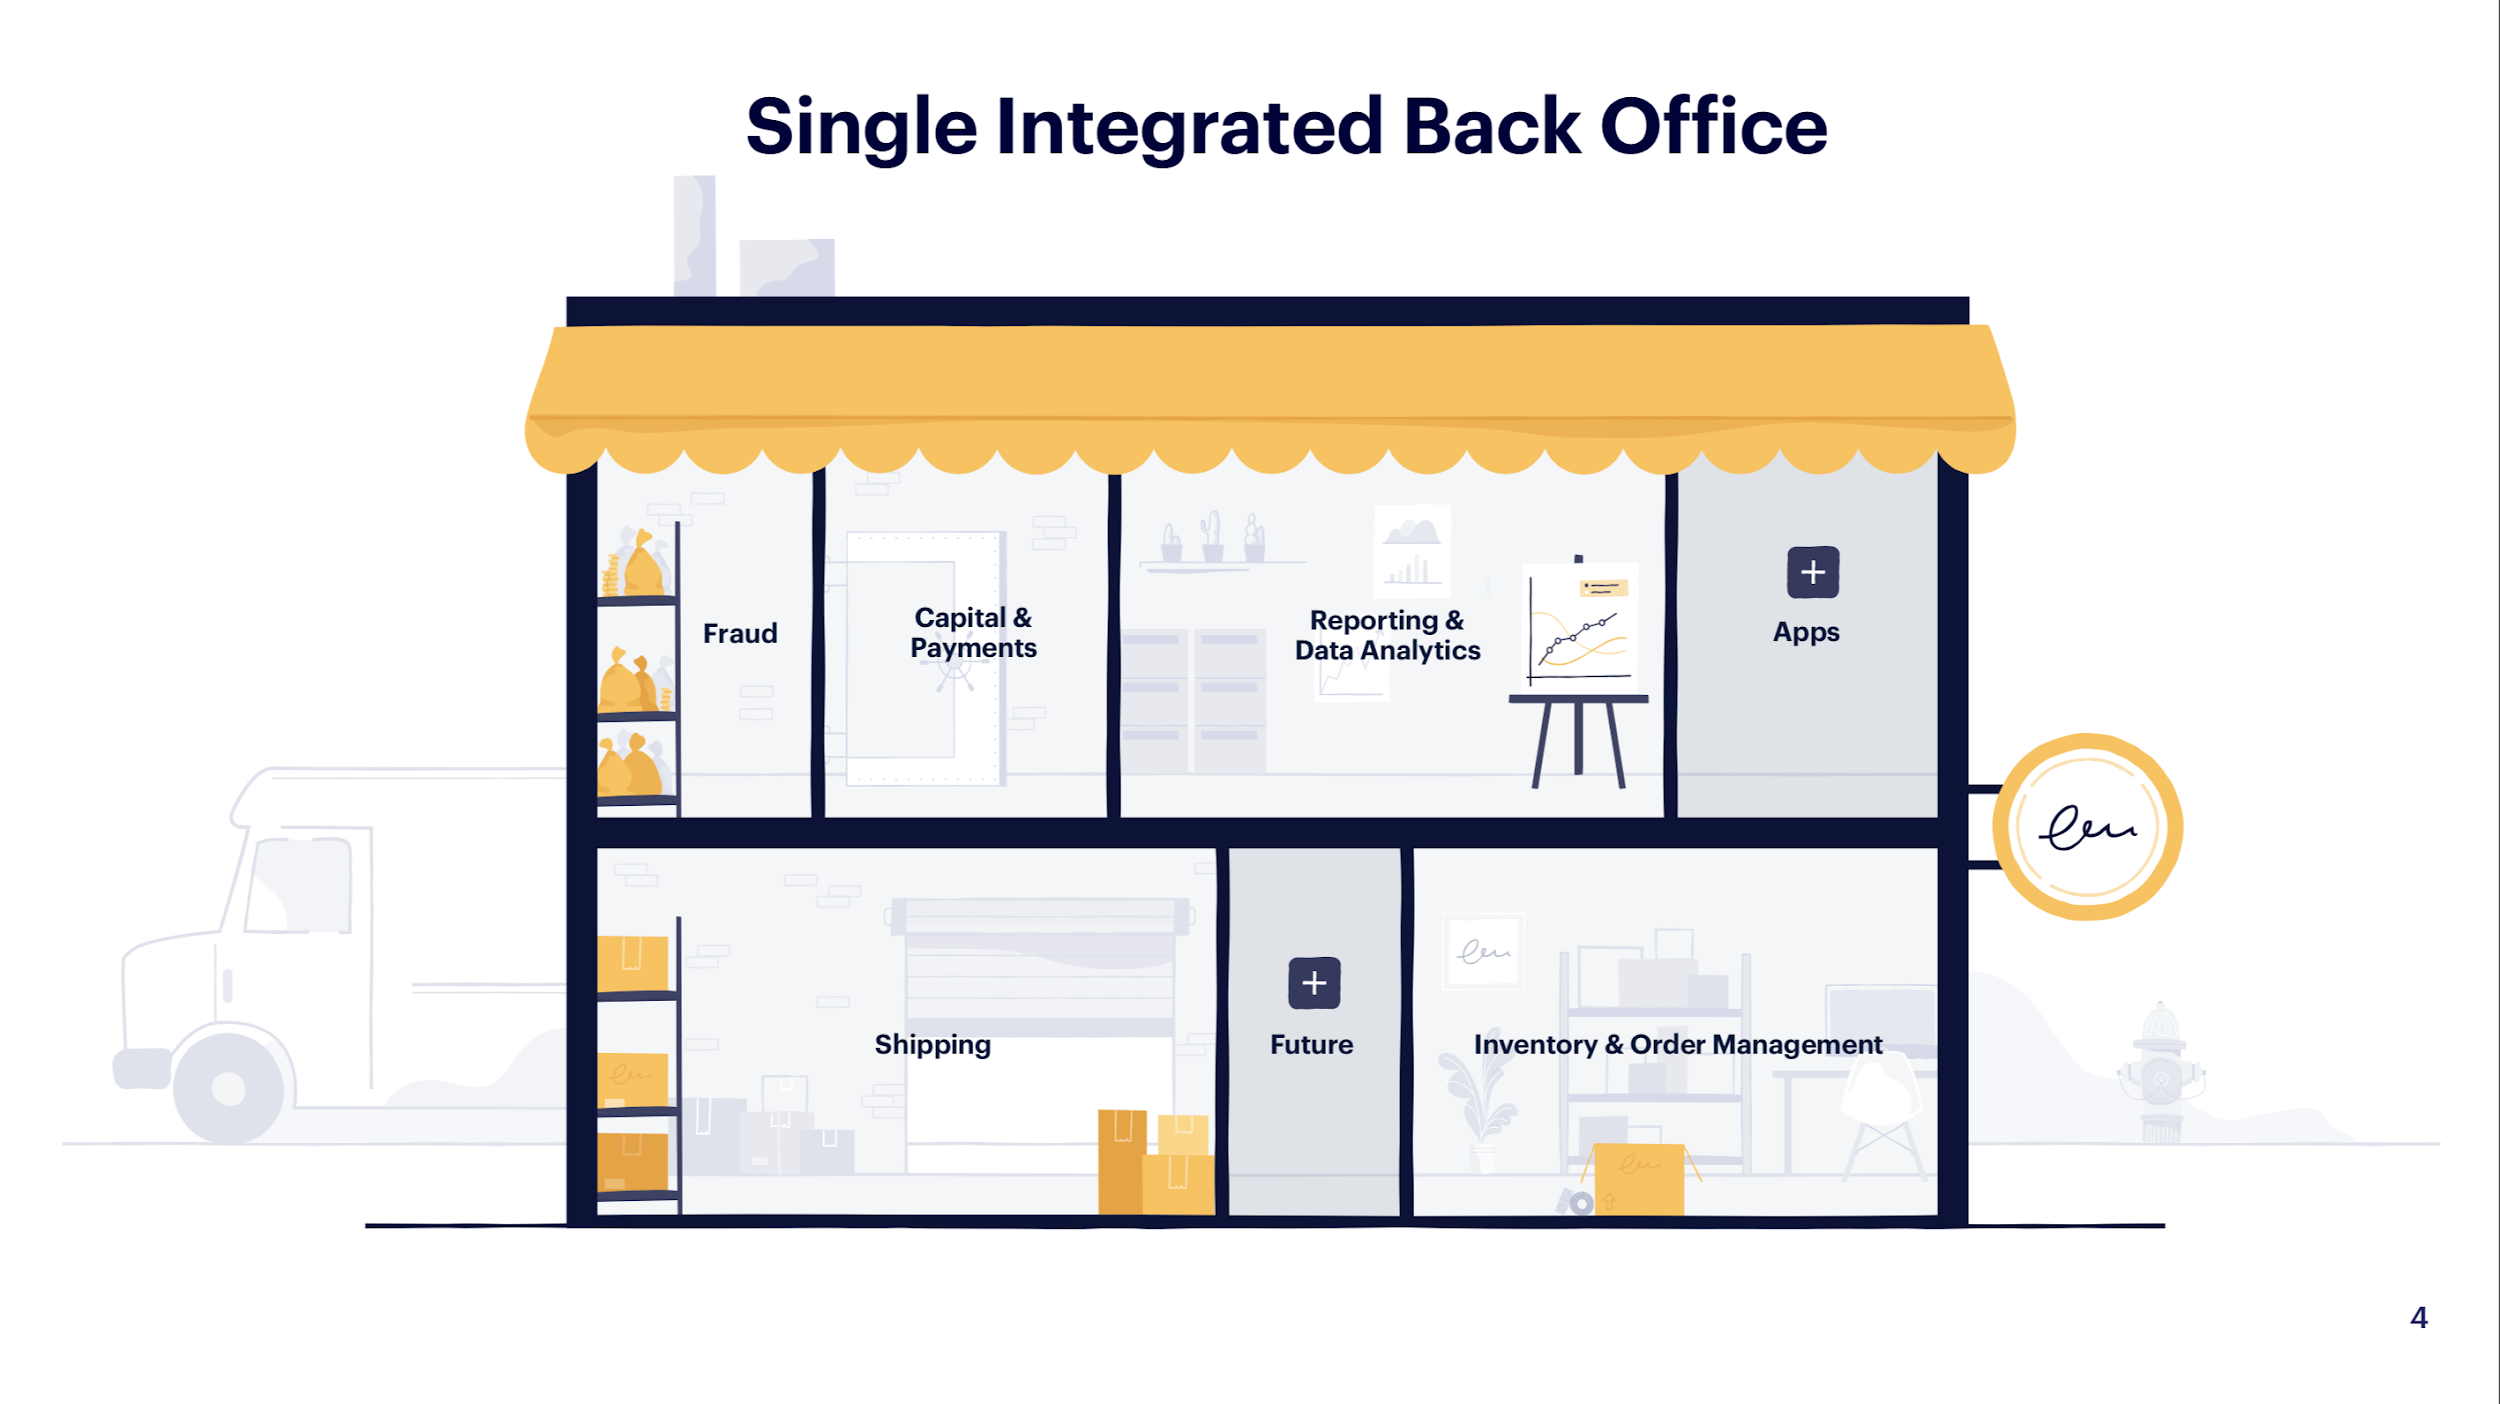 Single Integrated Back Office
Fraud
Capital &
Payments
Reporting &
Data Analytics
Apps
Shipping
Future
Inventory & Order Management
4